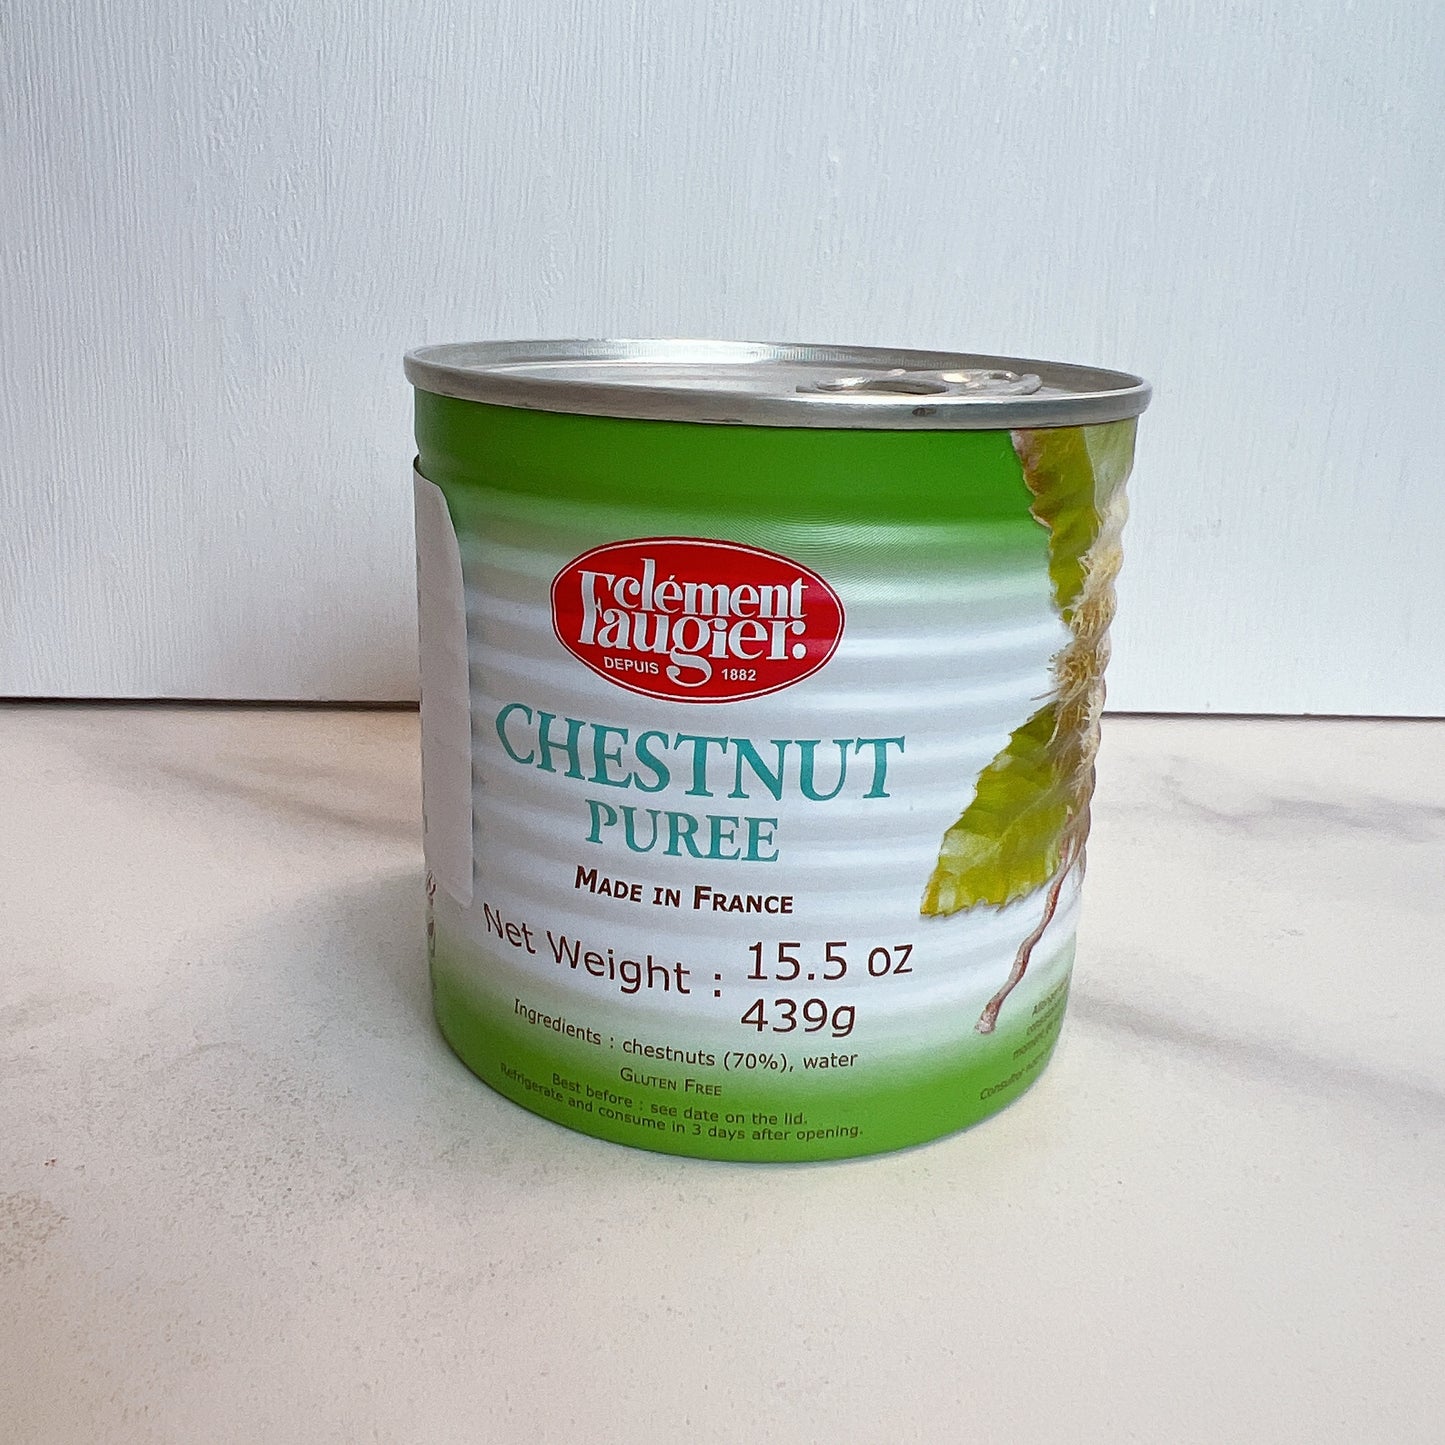 clément
Faugier:
DEPUIS 1882
CHESTNUT
PUREE
MADE IN FRANCE
Net Weight : 15.5 oz
439g
Ingredients : chestnuts (70%), water
GLUTEN FREE
Best before : see date on the lid.
Refrigerate and consume in 3 days after opening.
Consulter